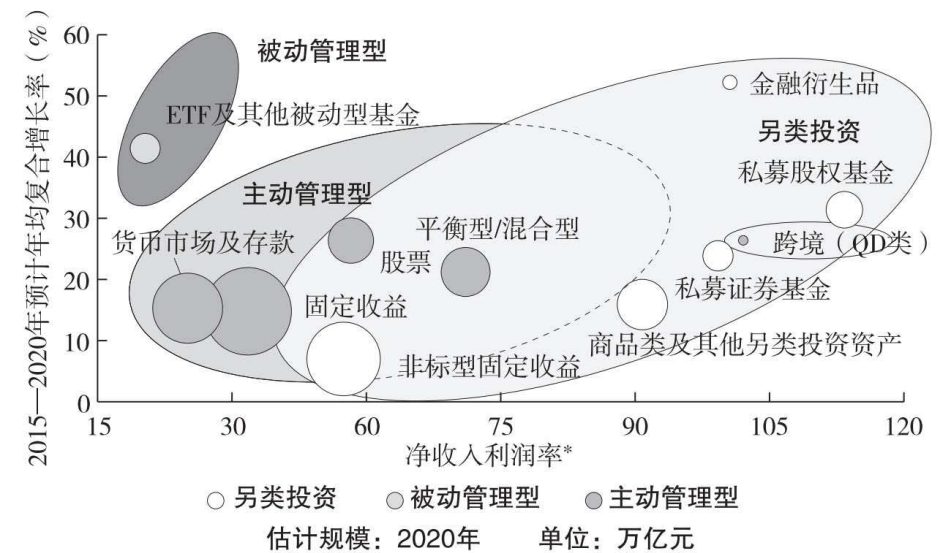 2015—2020年预计年均复合增长率（%）
60
50
40
30
20
10
0
被动管理型
ETF及其他被动型基金
金融衍生品
另类投资
私募股权基金
主动管理型
平衡型/混合型
货币市场及存款
股票
跨境（QD类）
私募证券基金
固定收益
商品类及其他另类投资资产
非标型固定收益
15 30 60 75 90 105 120
净收入利润率*
另类投资 被动管理型 主动管理型
估计规模：2020年 单位：万亿元